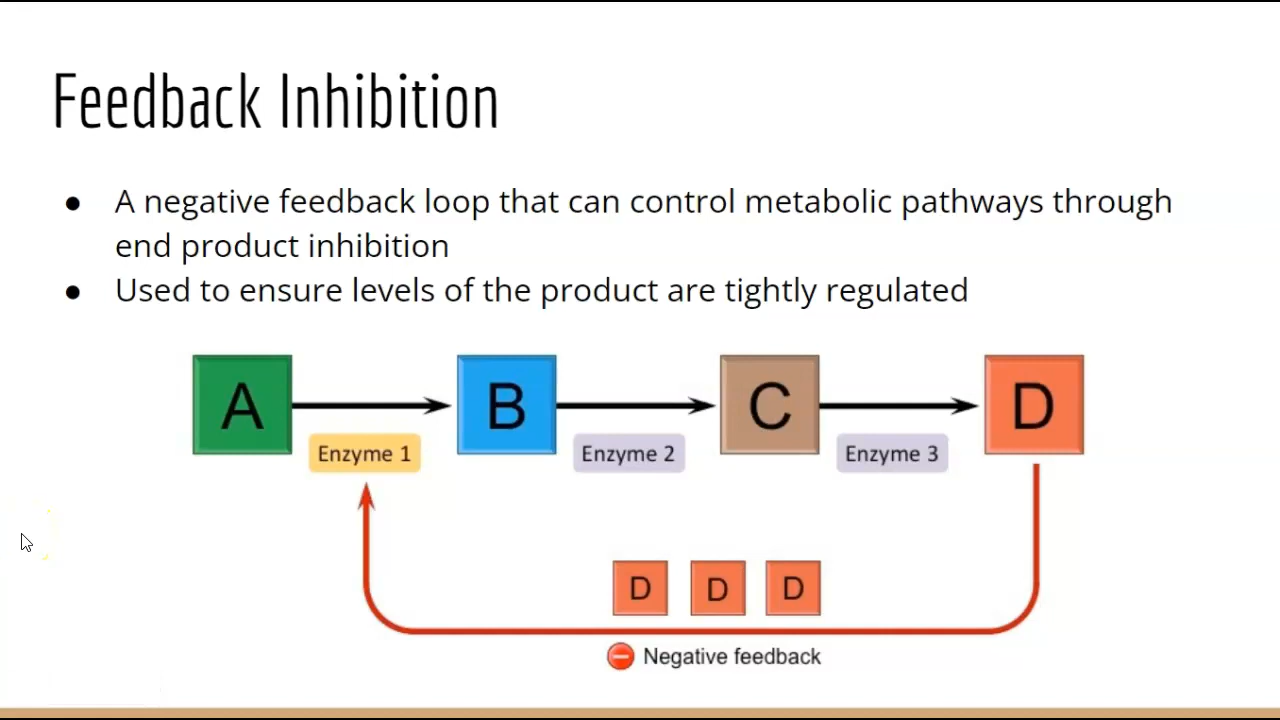 Feedback Inhibition
● A negative feedback loop that can control metabolic pathways through
end product inhibition
● Used to ensure levels of the product are tightly regulated
A B C D
Enzyme 1 Enzyme 2 Enzyme 3
D D D
Negative feedback